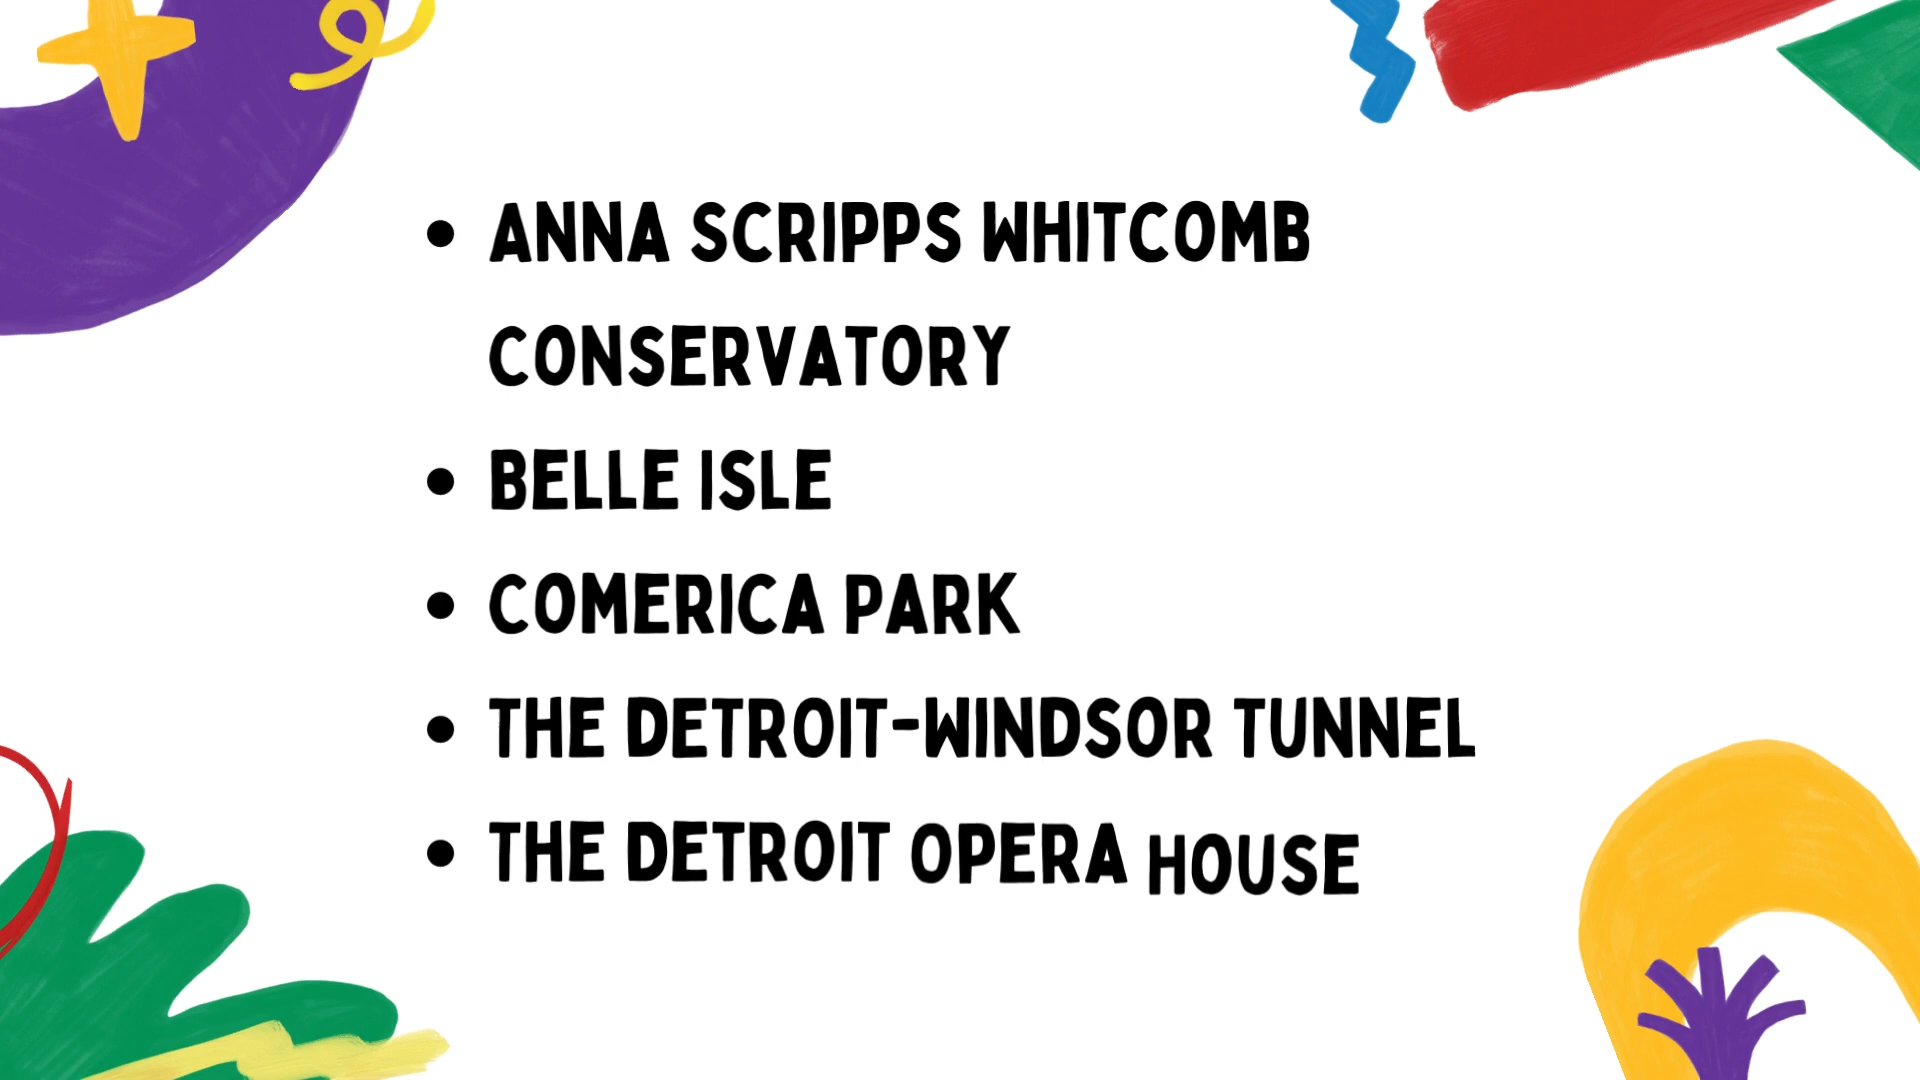 • ANNA SCRIPPS WHITCOMB
CONSERVATORY
• BELLE ISLE
• COMERICA PARK
• THE DETROIT-WINDSOR TUNNEL
• THE DETROIT OPERA HOUSE